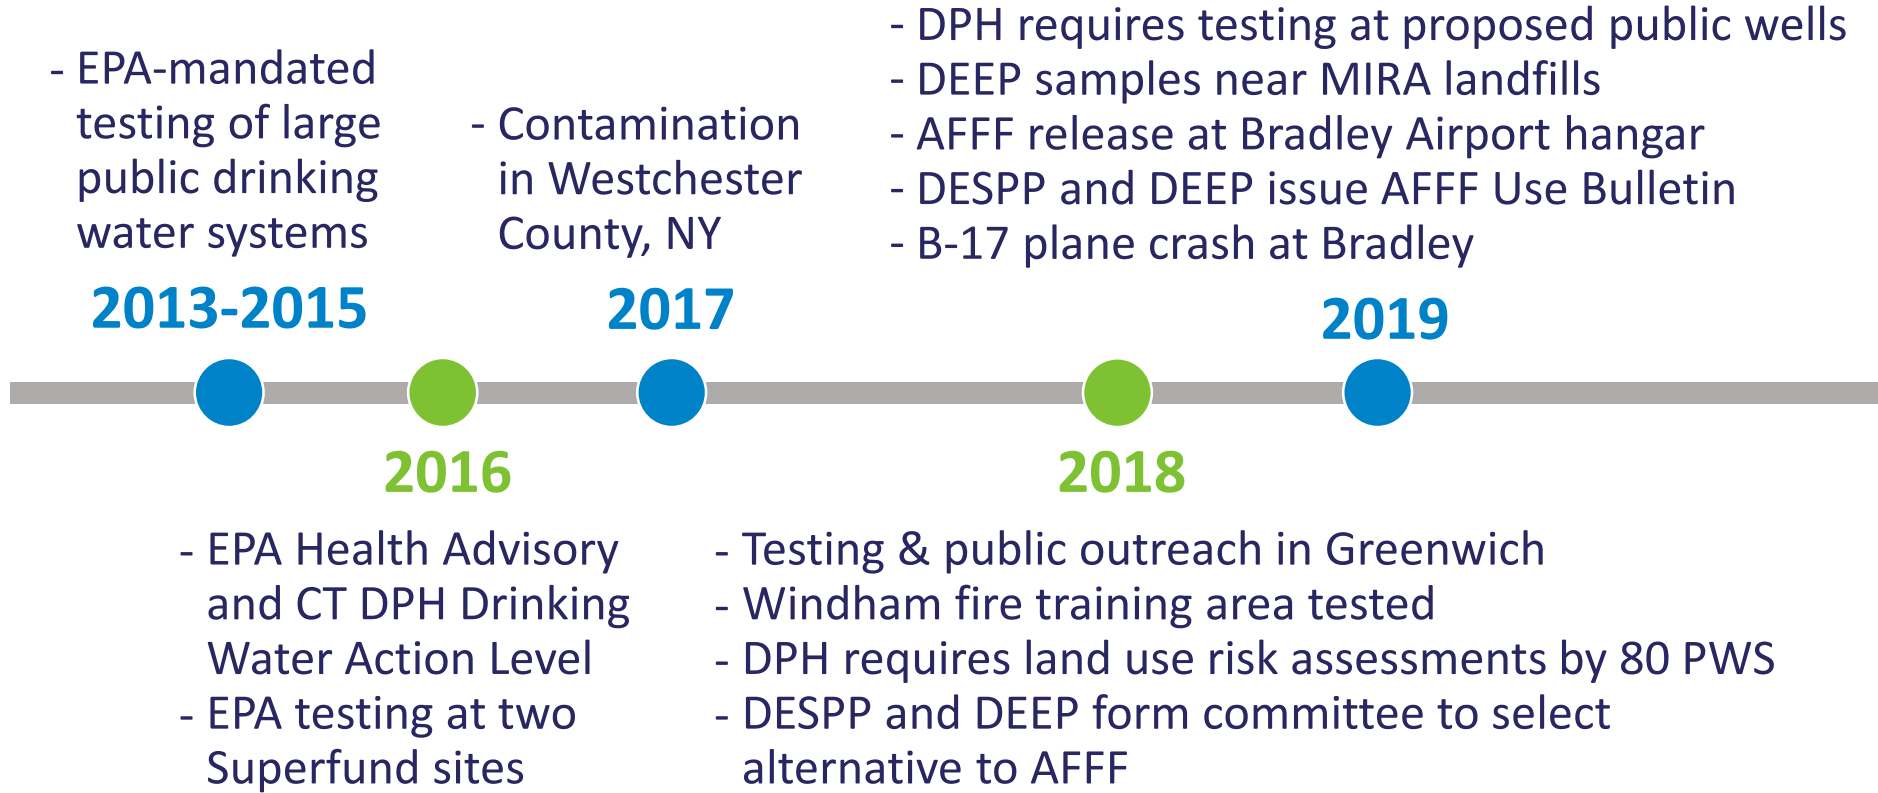 - EPA-mandated
testing of large
public drinking
water systems
2013-2015
- Contamination
in Westchester
County, NY
2017
- DPH requires testing at proposed public wells
- DEEP samples near MIRA landfills
- AFFF release at Bradley Airport hangar
- DESPP and DEEP issue AFFF Use Bulletin
- B-17 plane crash at Bradley
2019
2016
- EPA Health Advisory
and CT DPH Drinking
Water Action Level
- EPA testing at two
Superfund sites
2018
- Testing & public outreach in Greenwich
- Windham fire training area tested
- DPH requires land use risk assessments by 80 PWS
- DESPP and DEEP form committee to select
alternative to AFFF